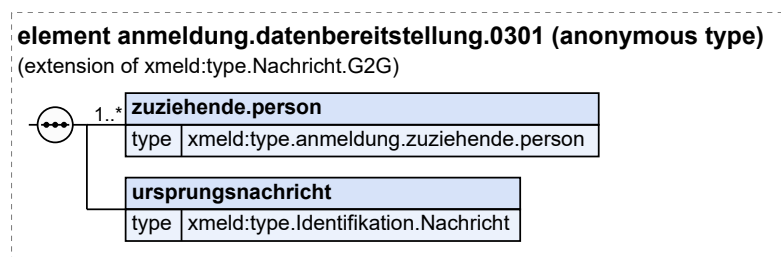 element anmeldung.datenbereitstellung.0301 (anonymous type)
(extension of xmeld:type.Nachricht.G2G)
1..* zuziehende.person
type xmeld:type.anmeldung.zuziehende.person
ursprungsnachricht
type xmeld:type.Identifikation.Nachricht